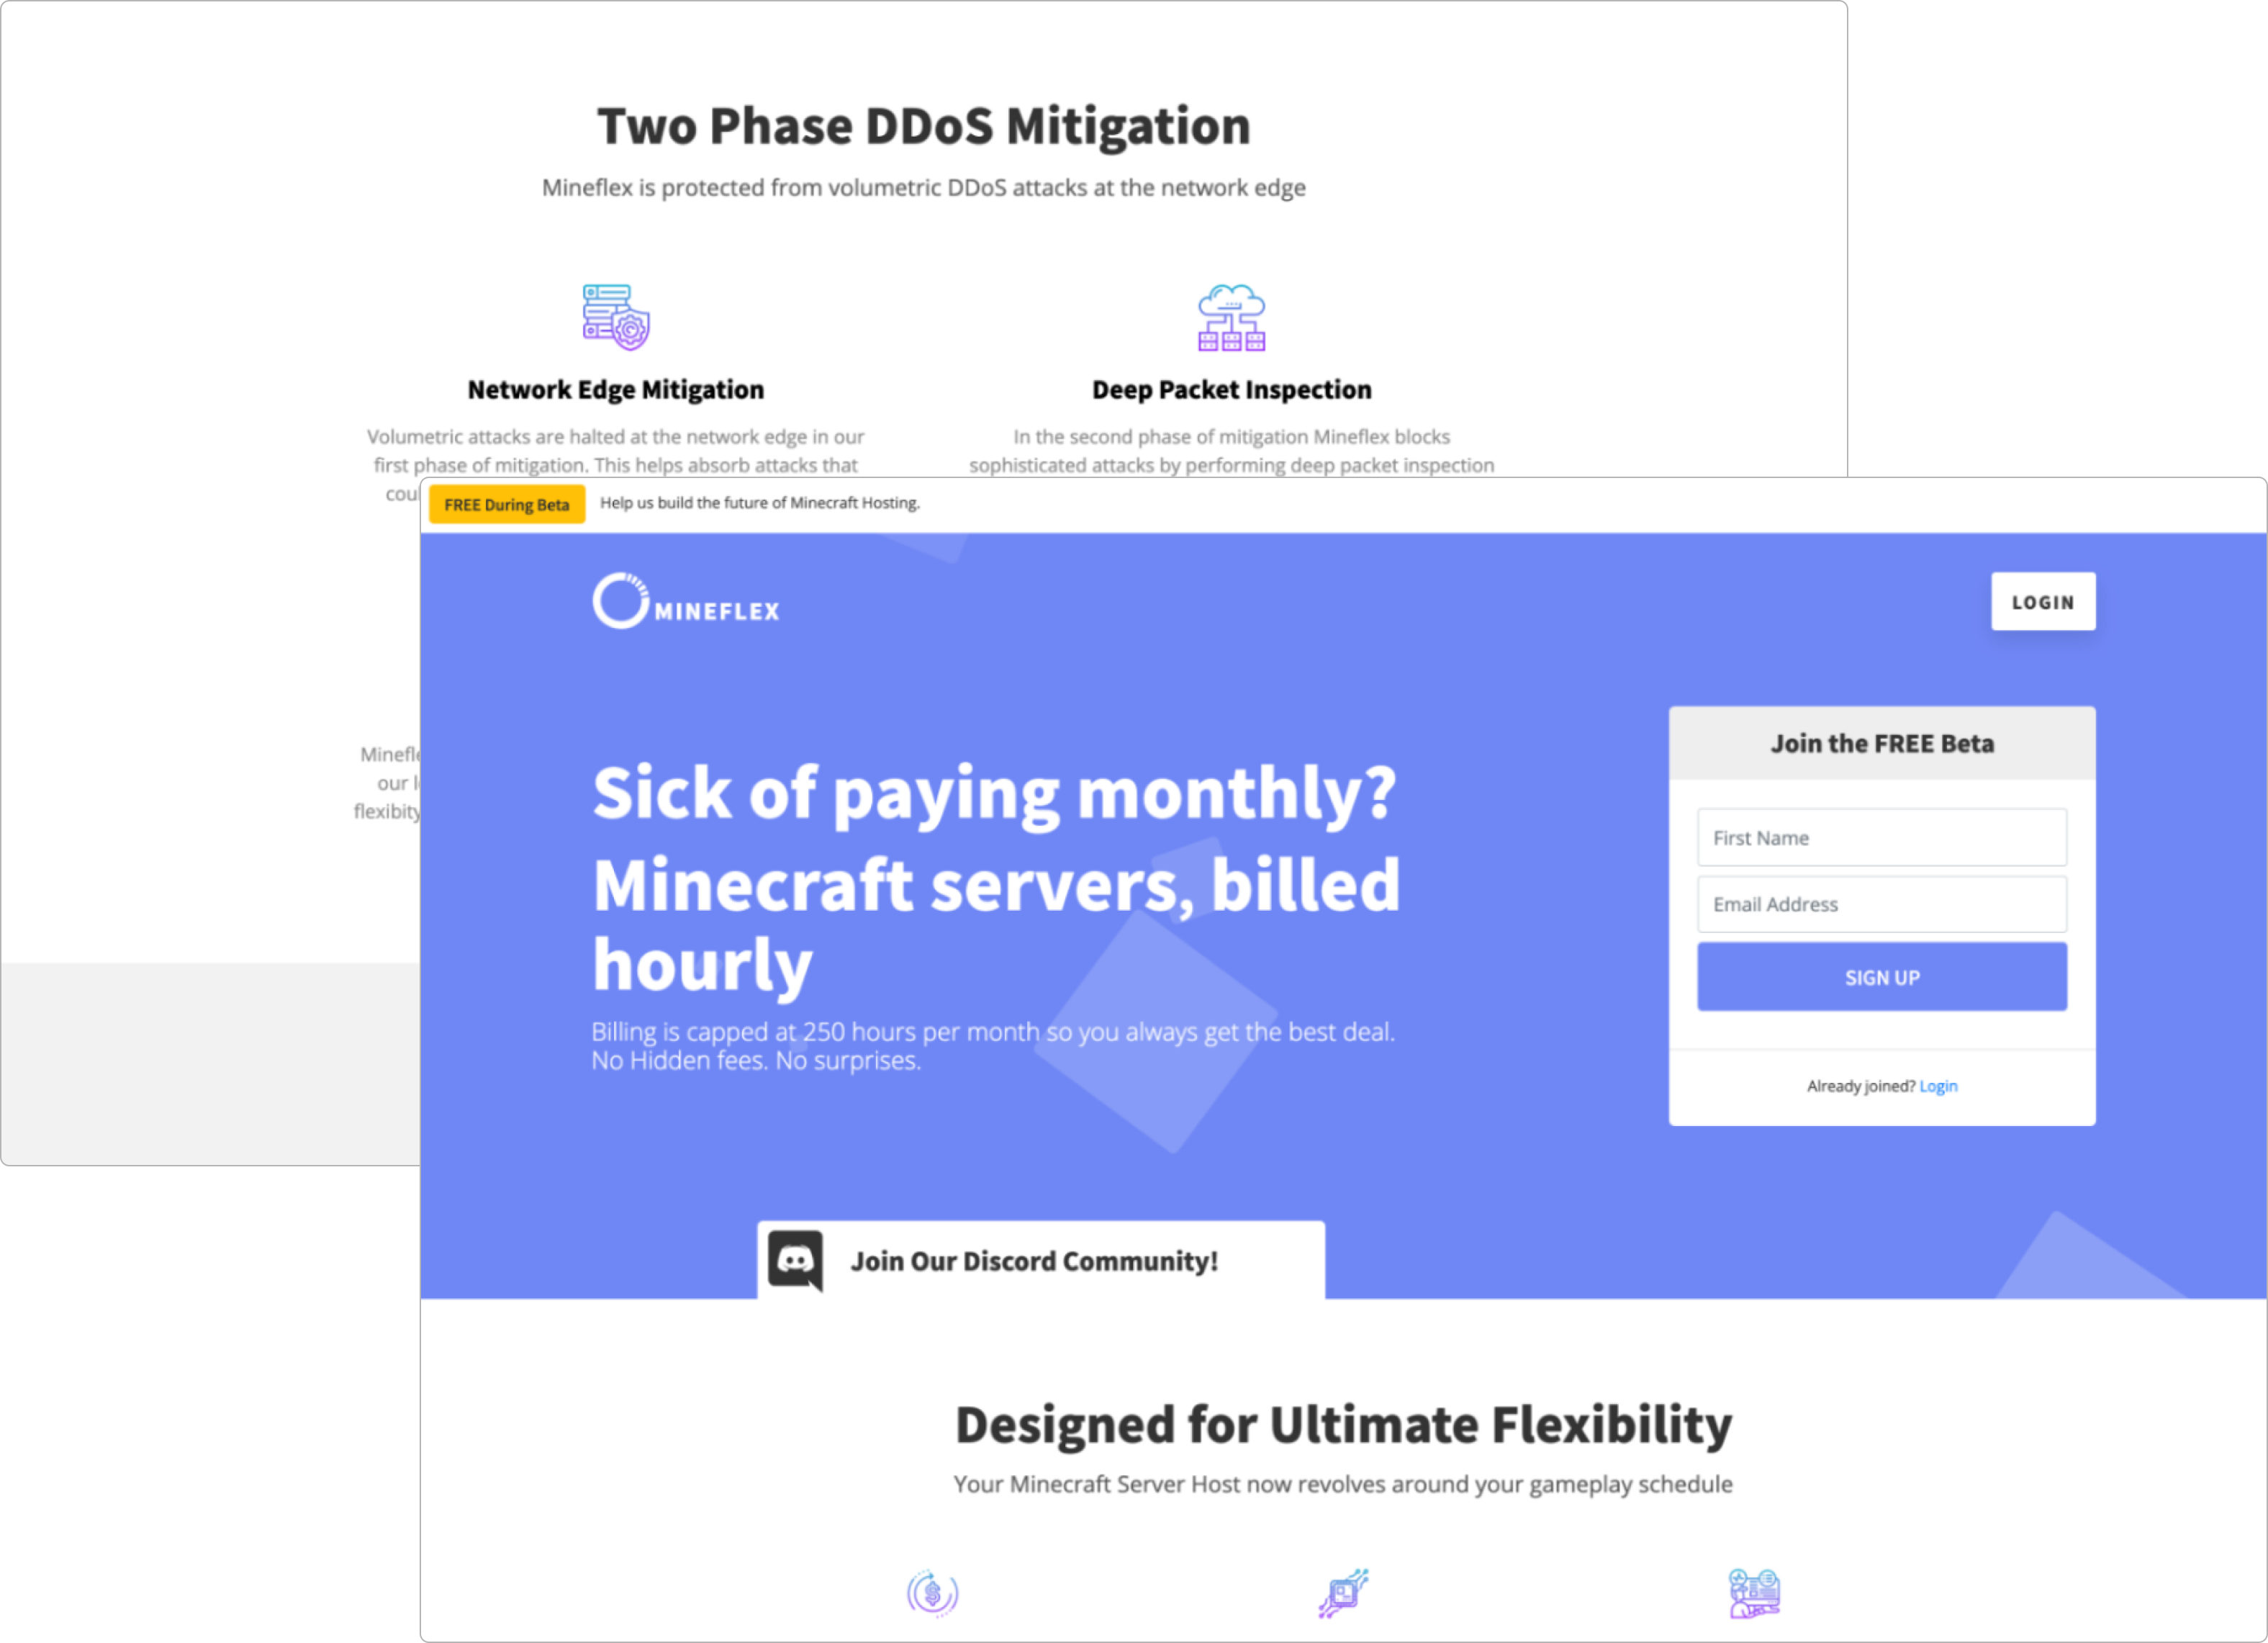 Two Phase DDoS Mitigation
Mineflex is protected from volumetric DDoS attacks at the network edge
Network Edge Mitigation
Volumetric attacks are halted at the network edge in our
first phase of mitigation. This helps absorb attacks that
Deep Packet Inspection
In the second phase of mitigation Mineflex blocks
sophisticated attacks by performing deep packet inspection
our
flexibity
FREE During Beta
Help us build the future of Minecraft Hosting.
MINEFLEX
LOGIN
Sick of paying monthly?
Minecraft servers, billed
hourly
Billing is capped at 250 hours per month so you always get the best deal.
No Hidden fees. No surprises.
Join the FREE Beta
First Name
Email Address
SIGN UP
Already joined? Login
Join Our Discord Community!
Designed for Ultimate Flexibility
Your Minecraft Server Host now revolves around your gameplay schedule